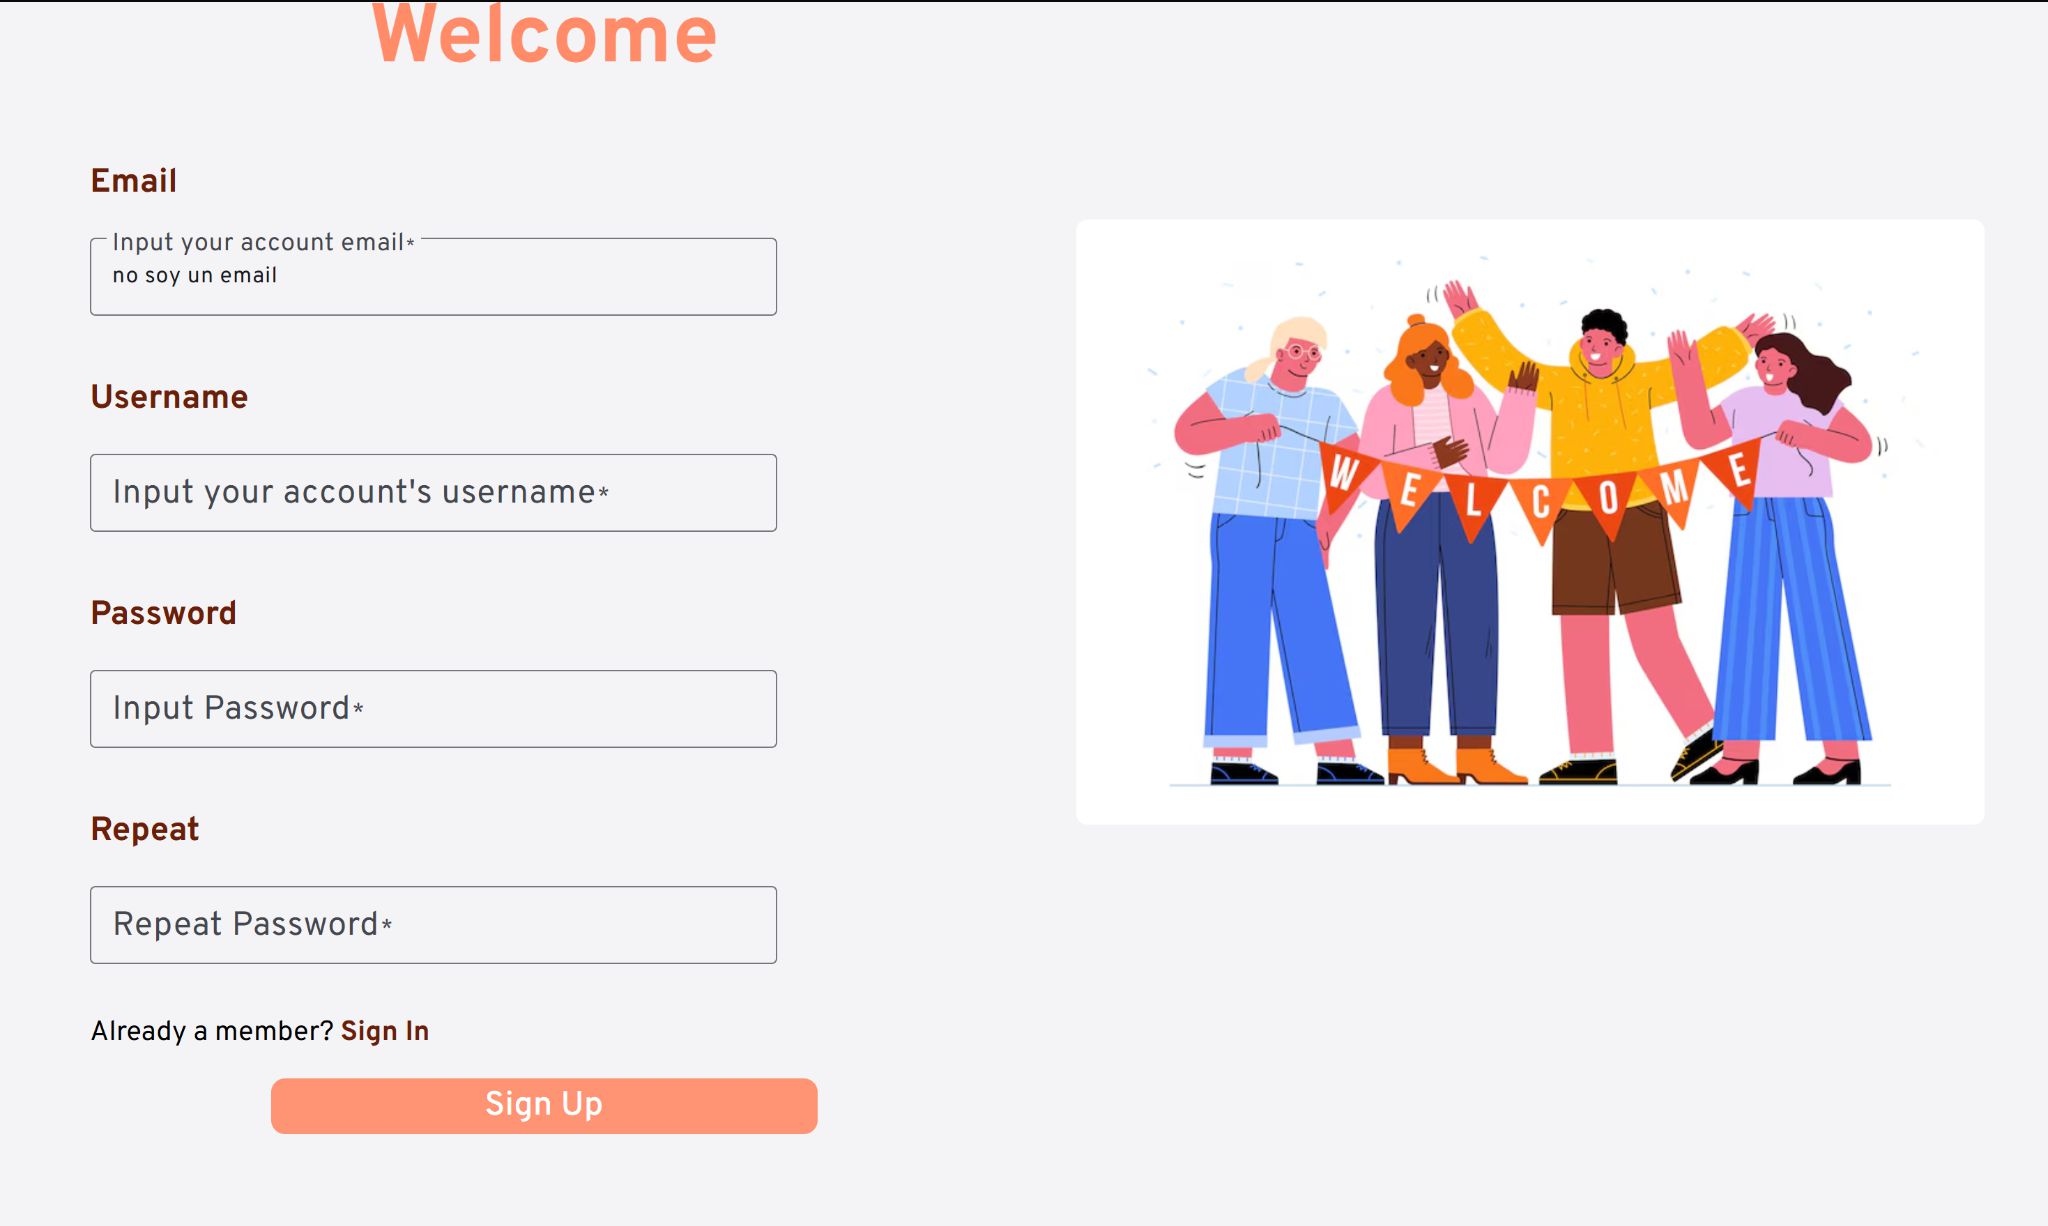 Welcome
Email
Input your account email*
no soy un email
Username
Input your account's username*
Password
Input Password*
Repeat
Repeat Password*
Already a member? Sign In
Sign Up
WELCOME